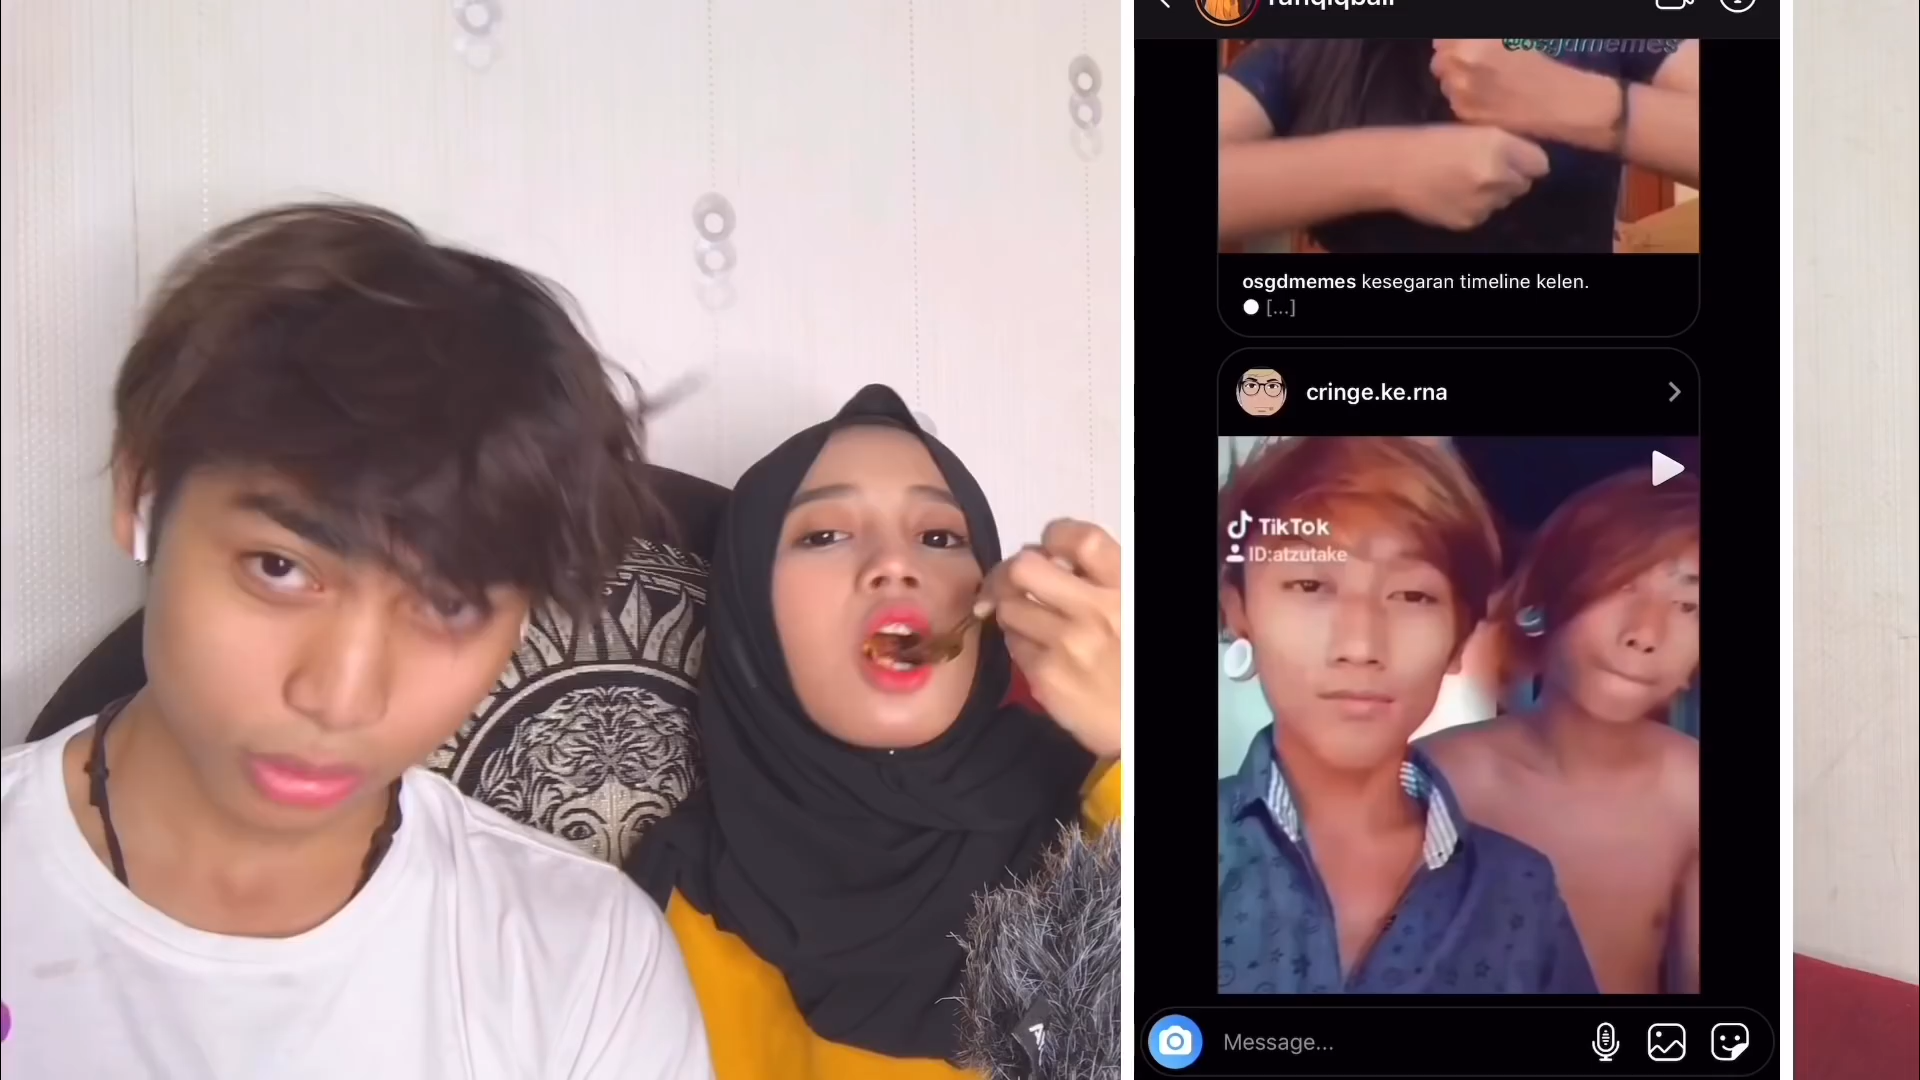 @osgdmemes
osgdmemes kesegaran timeline kelen.
[...]
cringe.ke.rna
TikTok
ID:atzutake
Message...